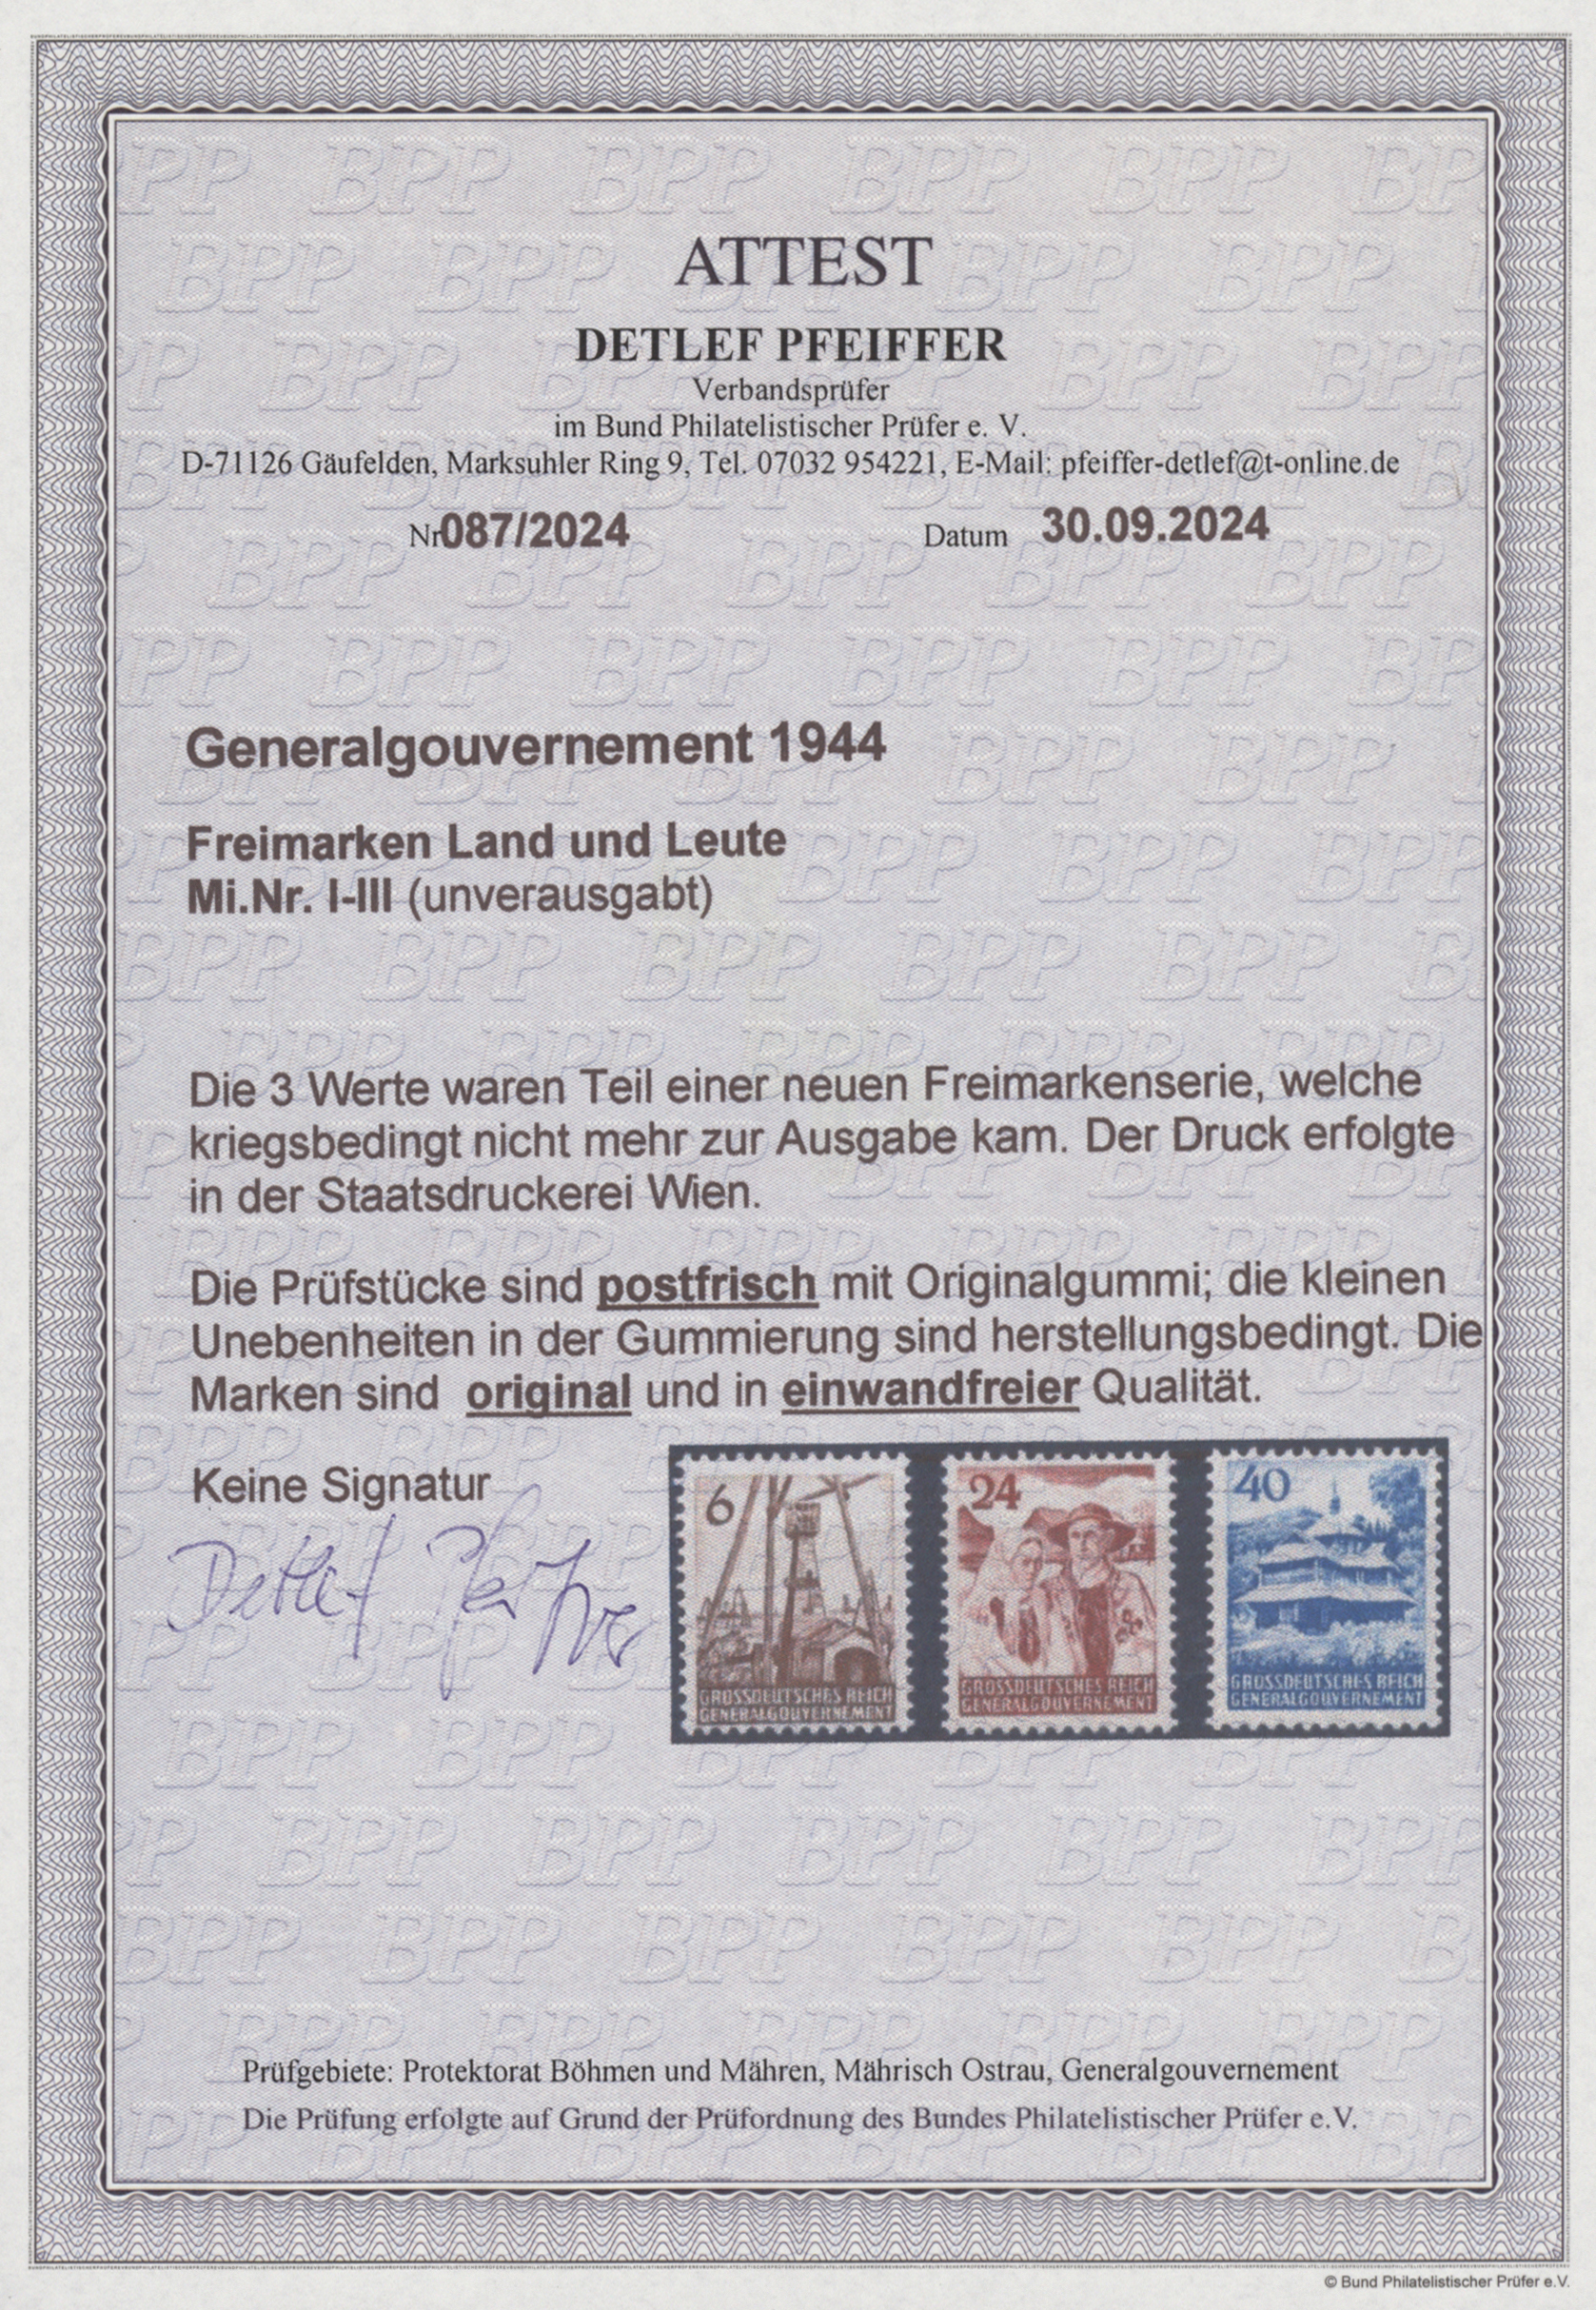 ATTEST
DETLEF PFEIFFER
Verbandsprüfer
im Bund Philatelistischer Prüfer e. V.
D-71126 Gäufelden, Marksuhler Ring 9, Tel. 07032 954221, E-Mail: pfeiffer-detlef@t-online.de
Nr 087/2024 Datum 30.09.2024
Generalgouvernement 1944
Freimarken Land und Leute
Mi.Nr. I-III (unverausgabt)
Die 3 Werte waren Teil einer neuen Freimarkenserie, welche
kriegsbedingt nicht mehr zur Ausgabe kam. Der Druck erfolgte
in der Staatsdruckerei Wien.
Die Prüfstücke sind postfrisch mit Originalgummi; die kleinen
Unebenheiten in der Gummierung sind herstellungsbedingt. Die
Marken sind original und in einwandfreier Qualität.
Keine Signatur
Detlef Pfeiffer
6
GROSSDEUTSCHES REICH
GENERALGOUVERNEMENT
24
GROSSDEUTSCHES REICH
GENERALGOUVERNEMENT
40
GROSSDEUTSCHES REICH
GENERALGOUVERNEMENT
Prüfgebiete: Protektorat Böhmen und Mähren, Mährisch Ostrau, Generalgouvernement
Die Prüfung erfolgte auf Grund der Prüfordnung des Bundes Philatelistischer Prüfer e.V.
© Bund Philatelistischer Prüfer e.V.